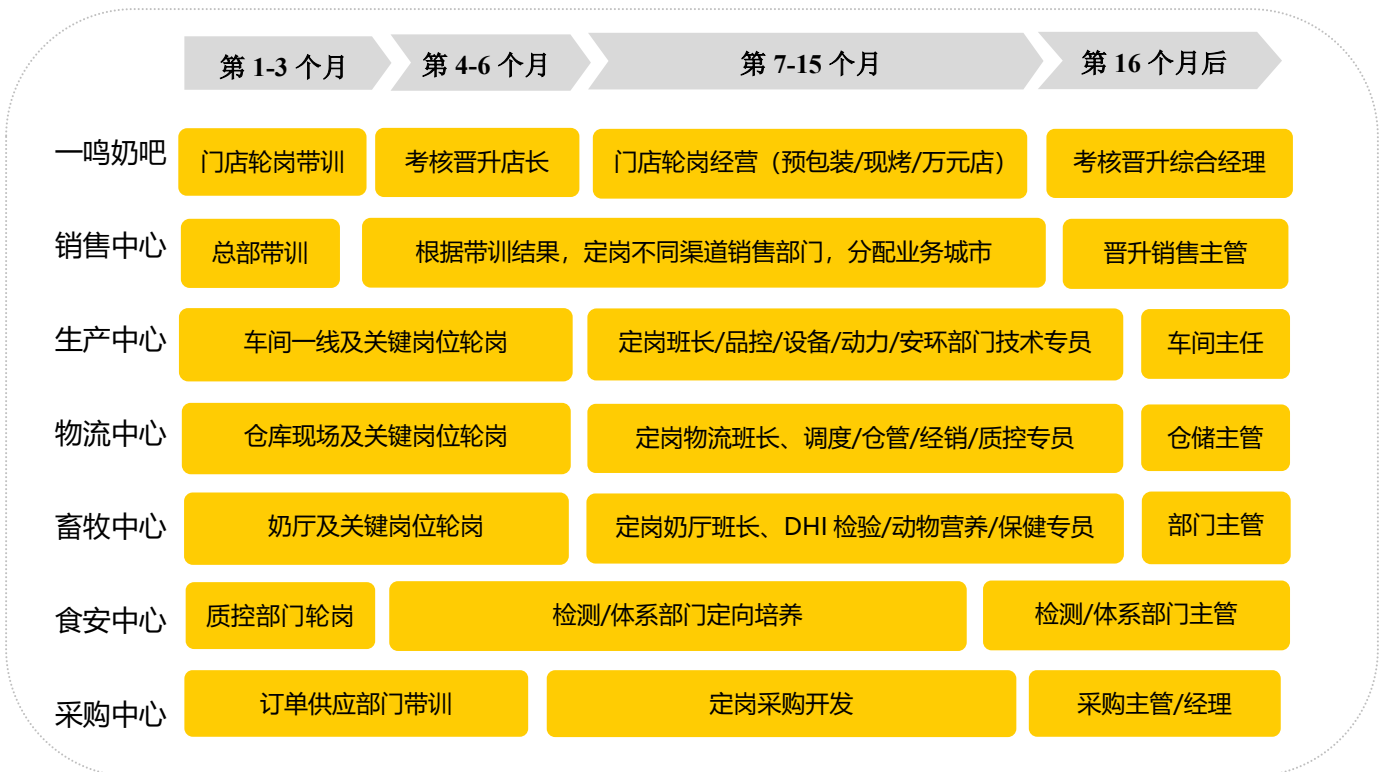 第 1-3 个月 第 4-6 个月 第 7-15 个月 第 16 个月后
一鸣奶吧 门店轮岗带训 考核晋升店长 门店轮岗经营（预包装/现烤/万元店） 考核晋升综合经理
销售中心 总部带训 根据带训结果，定岗不同渠道销售部门，分配业务城市 晋升销售主管
生产中心 车间一线及关键岗位轮岗 定岗班长/品控/设备/动力/安环部门技术专员 车间主任
物流中心 仓库现场及关键岗位轮岗 定岗物流班长、调度/仓管/经销/质控专员 仓储主管
畜牧中心 奶厅及关键岗位轮岗 定岗奶厅班长、DHI 检验/动物营养/保健专员 部门主管
食安中心 质控部门轮岗 检测/体系部门定向培养 检测/体系部门主管
采购中心 订单供应部门带训 定岗采购开发 采购主管/经理